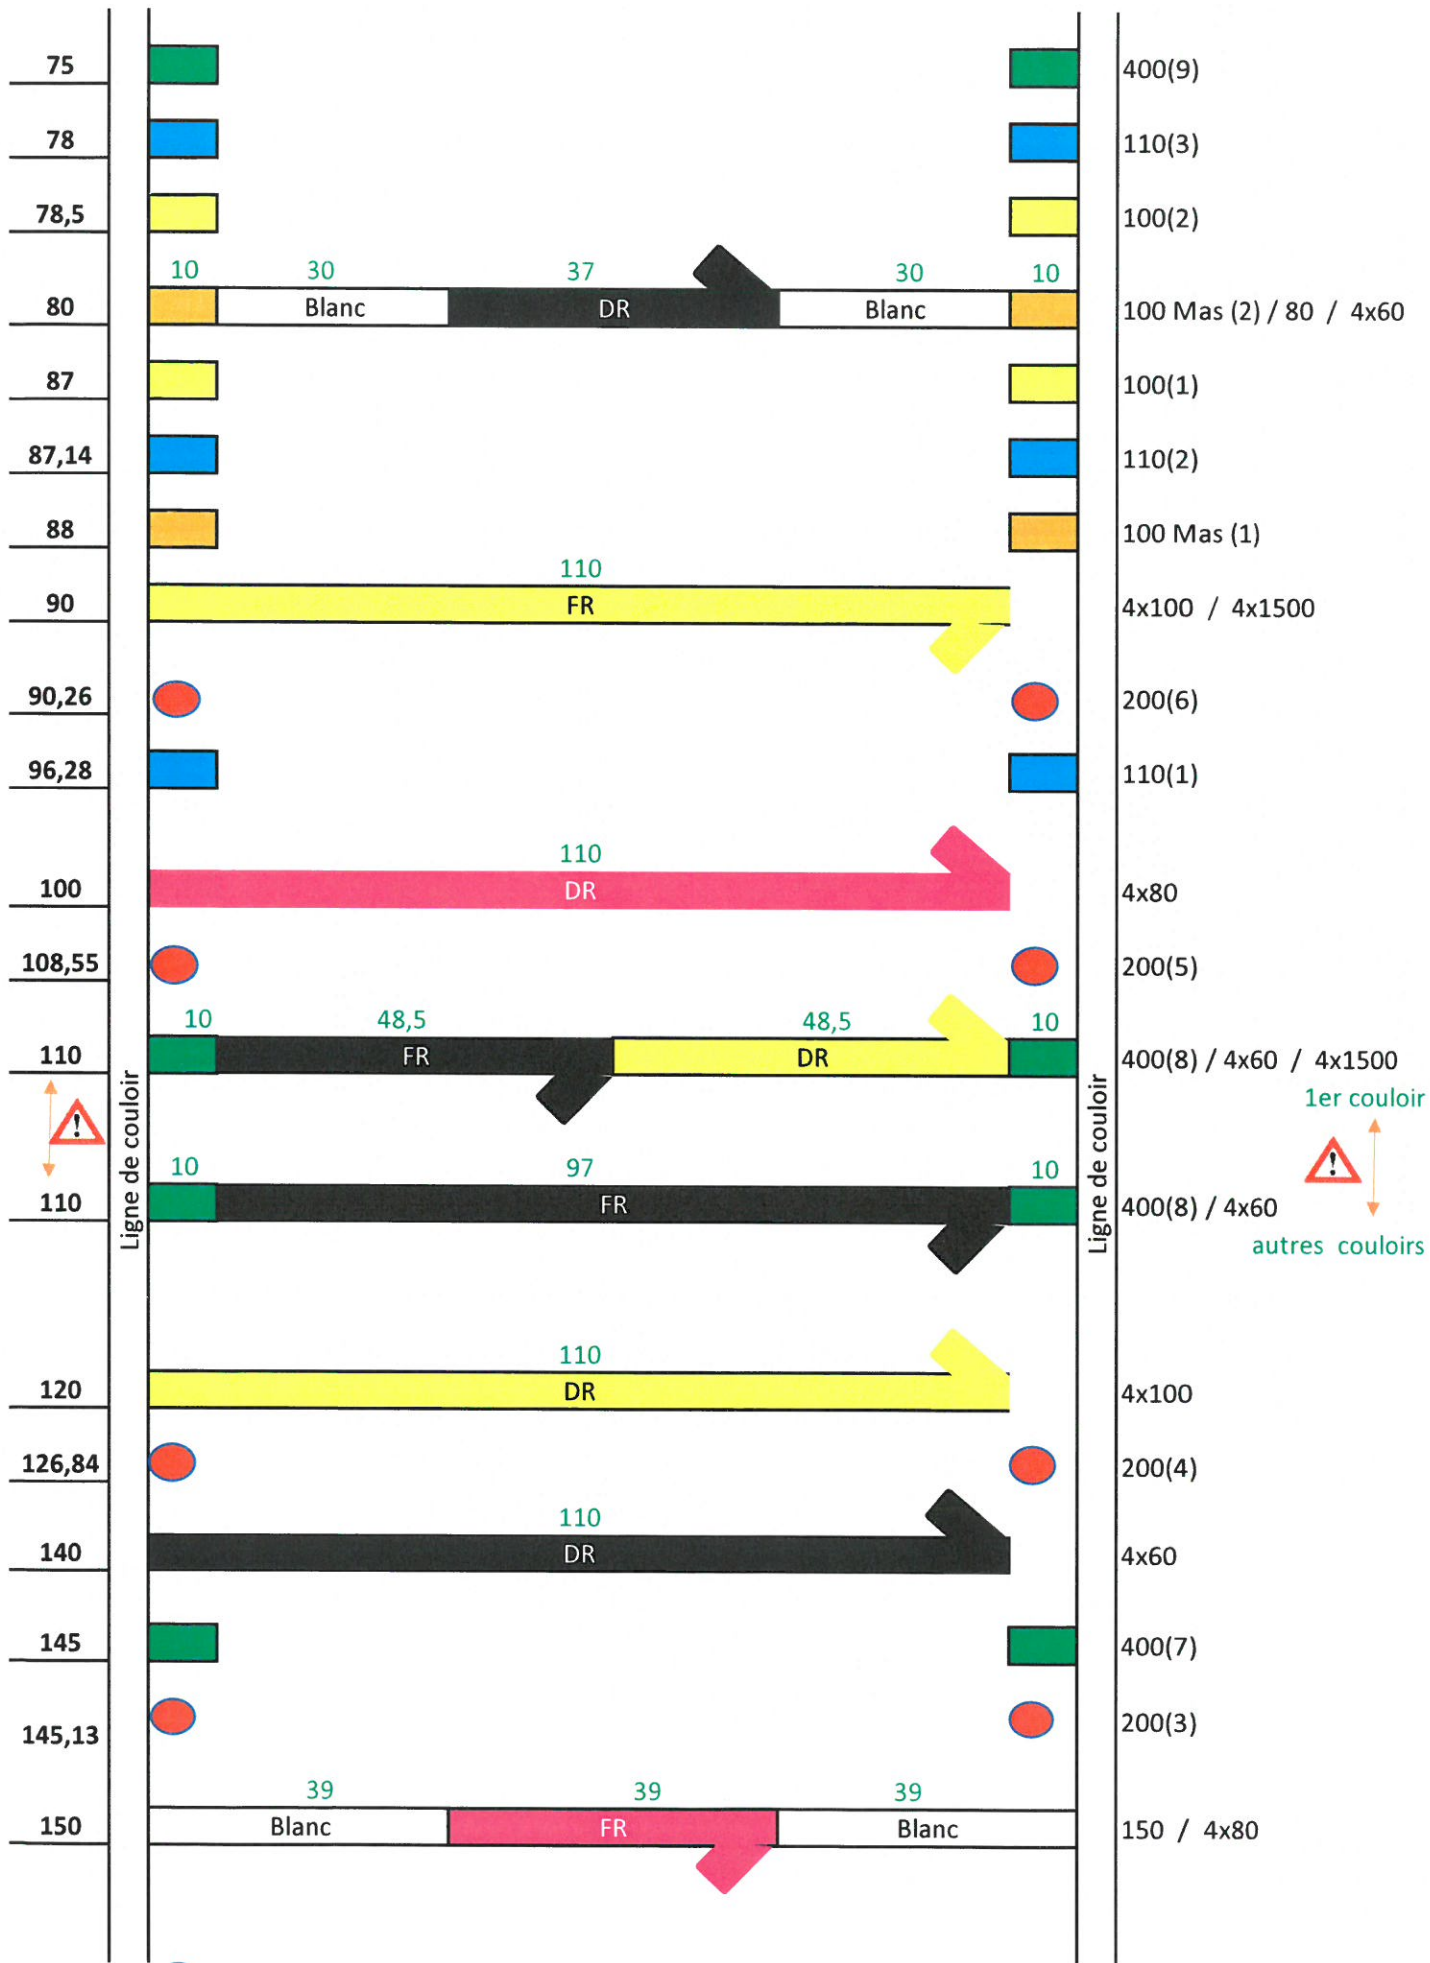 75 400(9)
78 110(3)
78,5 100(2)
10 30 37 30 10
80 Blanc DR Blanc 100 Mas (2) / 80 / 4x60
87 100(1)
87,14 110(2)
88 100 Mas (1)
110
90 FR 4x100 / 4x1500
90,26 200(6)
96,28 110(1)
110
100 DR 4x80
108,55 200(5)
10 48,5 48,5 10
110 FR DR 400(8) / 4x60 / 4x1500
Ligne de couloir
Ligne de couloir
1er couloir
!
!
10 97 10
110 FR 400(8) / 4x60
autres couloirs
110
120 DR 4x100
126,84 200(4)
110
140 DR 4x60
145 400(7)
145,13 200(3)
39 39 39
150 Blanc FR Blanc 150 / 4x80